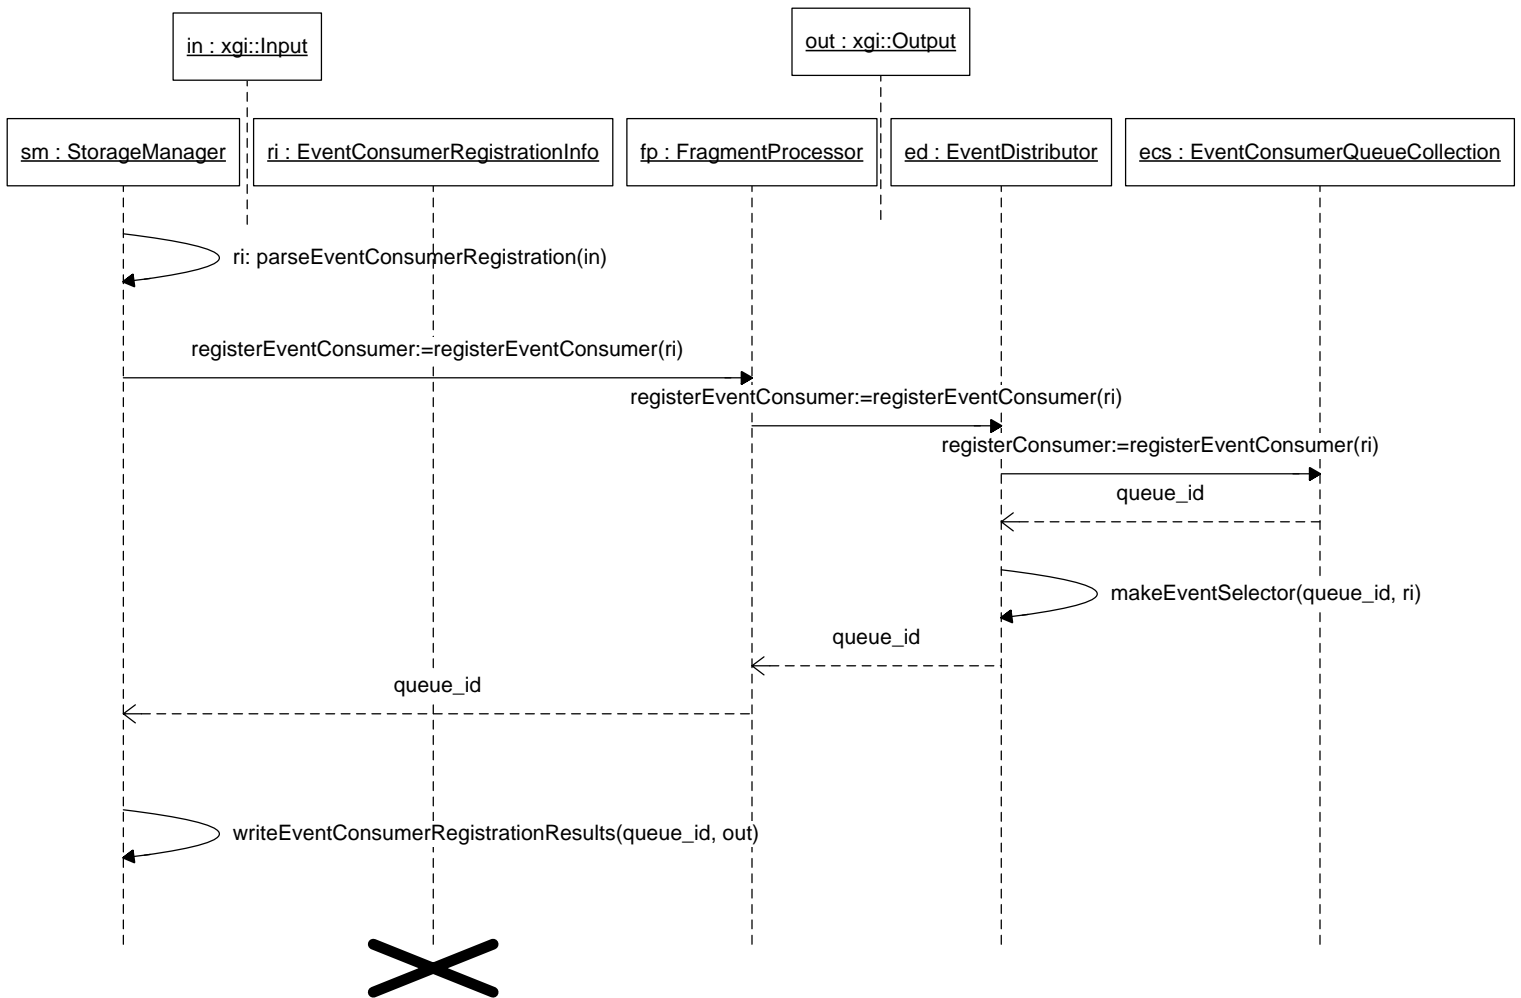 in : xgi::Input
out : xgi::Output
sm : StorageManager
ri : EventConsumerRegistrationInfo
fp : FragmentProcessor
ed : EventDistributor
ecs : EventConsumerQueueCollection
ri: parseEventConsumerRegistration(in)
registerEventConsumer:=registerEventConsumer(ri)
registerEventConsumer:=registerEventConsumer(ri)
registerConsumer:=registerEventConsumer(ri)
queue_id
makeEventSelector(queue_id, ri)
queue_id
queue_id
writeEventConsumerRegistrationResults(queue_id, out)